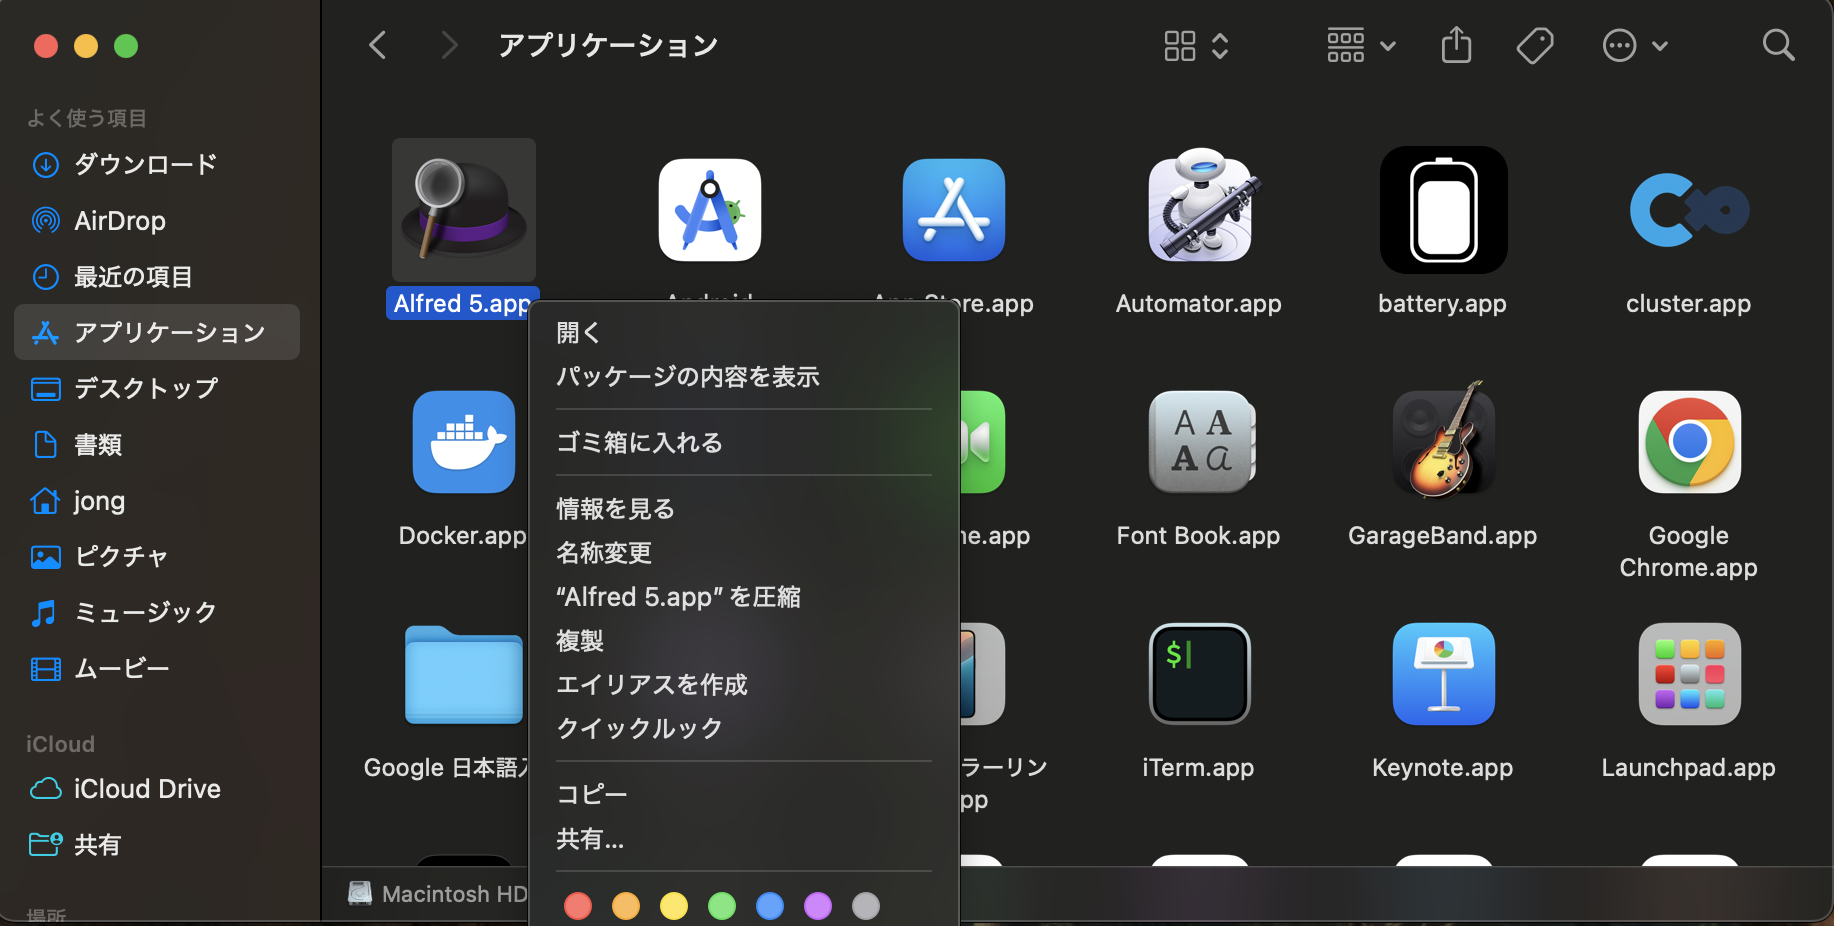 アプリケーション
よく使う項目
ダウンロード
AirDrop
最近の項目
アプリケーション
デスクトップ
書類
jong
ピクチャ
ミュージック
ムービー
iCloud
iCloud Drive
共有
場所
Alfred 5.app
Store.app
Automator.app
battery.app
cluster.app
Docker.app
ne.app
Font Book.app
GarageBand.app
Google
Chrome.app
$
Google 日本語
ラーリン
pp
iTerm.app
Keynote.app
Launchpad.app
Macintosh HD
開く
パッケージの内容を表示
ゴミ箱に入れる
情報を見る
名称変更
“Alfred 5.app” を圧縮
複製
エイリアスを作成
クイックルック
コピー
共有...